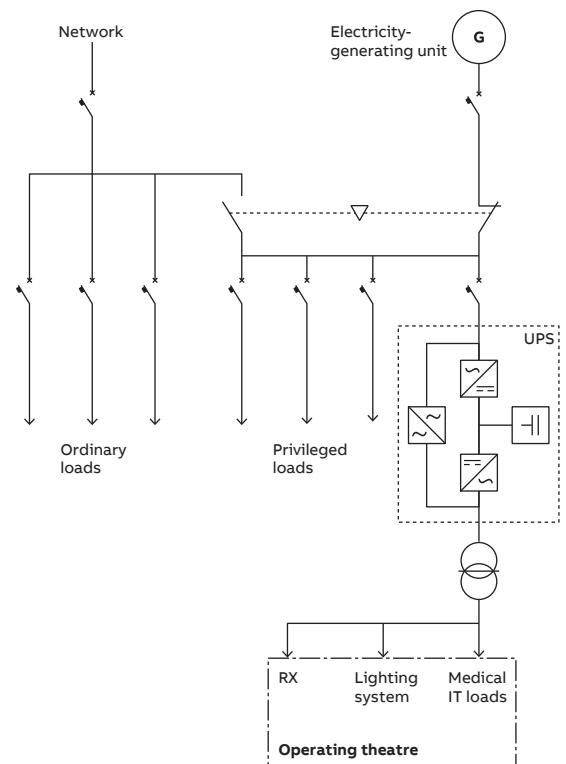 Network
Electricity-
generating unit
G
UPS
Ordinary
loads
Privileged
loads
RX
Lighting
system
Medical
IT loads
Operating theatre